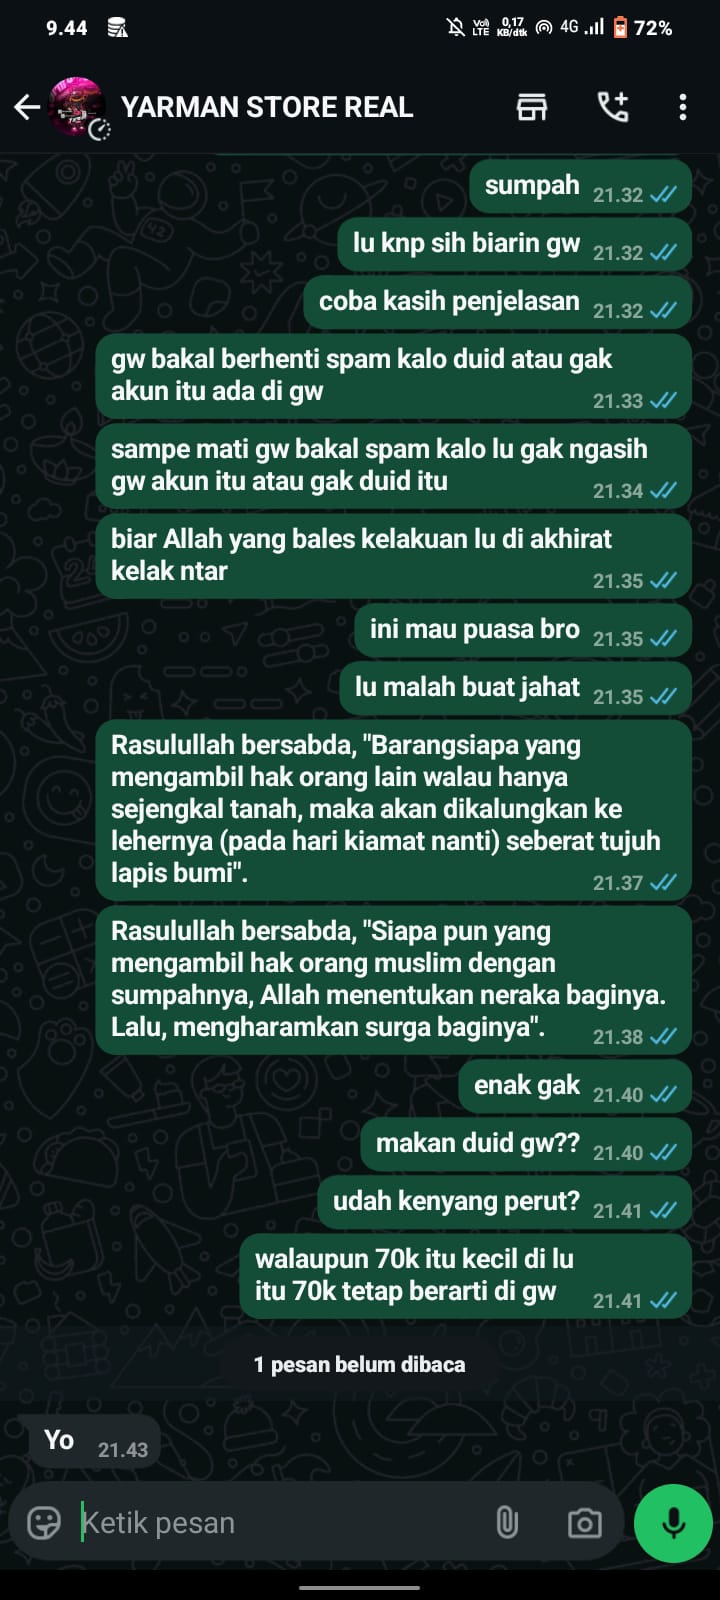 9.44
Vo) LTE 0,17 KB/dtk 4G 72%
YARMAN STORE REAL
sumpah 21.32
lu knp sih biarin gw 21.32
coba kasih penjelasan 21.32
gw bakal berhenti spam kalo duid atau gak
akun itu ada di gw 21.33
sampe mati gw bakal spam kalo lu gak ngasih
gw akun itu atau gak duid itu 21.34
biar Allah yang bales kelakuan lu di akhirat
kelak ntar 21.35
ini mau puasa bro 21.35
lu malah buat jahat 21.35
Rasulullah bersabda, "Barangsiapa yang
mengambil hak orang lain walau hanya
sejengkal tanah, maka akan dikalungkan ke
lehernya (pada hari kiamat nanti) seberat tujuh
lapis bumi". 21.37
Rasulullah bersabda, "Siapa pun yang
mengambil hak orang muslim dengan
sumpahnya, Allah menentukan neraka baginya.
Lalu, mengharamkan surga baginya". 21.38
enak gak 21.40
makan duid gw?? 21.40
udah kenyang perut? 21.41
walaupun 70k itu kecil di lu
itu 70k tetap berarti di gw 21.41
1 pesan belum dibaca
Yo 21.43
Ketik pesan